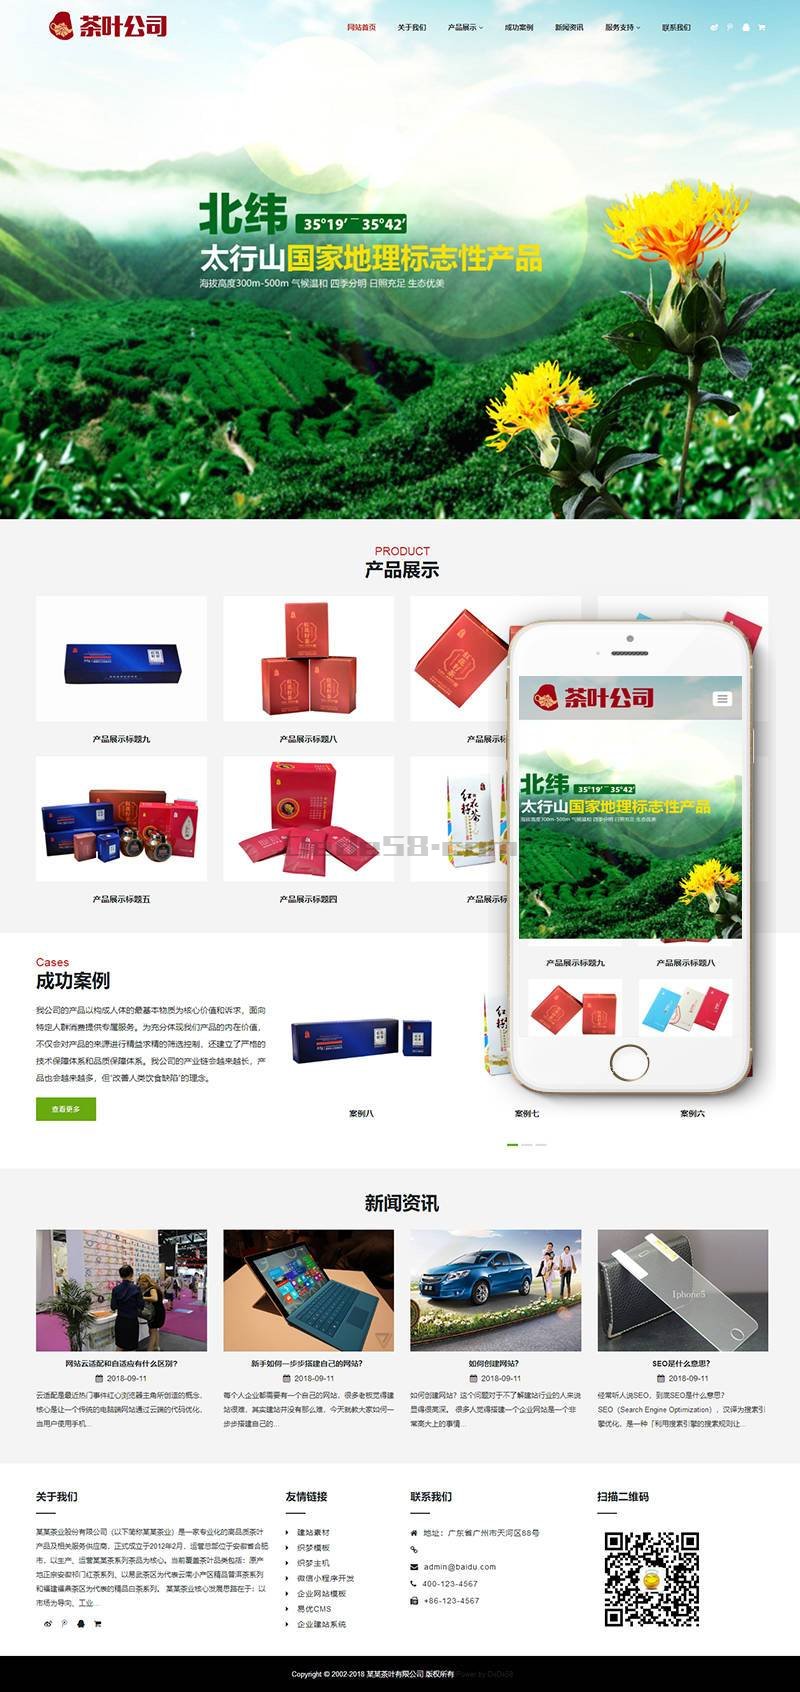 茶叶公司
网站首页 关于我们 产品展示 成功案例 新闻资讯 服务支持 联系我们
北纬 35°19′ — 35°42′
太行山国家地理标志性产品
海拔高度300m-500m 气候温和 四季分明 日照充足 生态优美
PRODUCT
产品展示
产品展示标题九 产品展示标题八 产品展示标
产品展示标题五 产品展示标题四 产品展示标
茶叶公司
北纬 35°19′ — 35°42′
太行山国家地理标志性产品
海拔高度300m-500m 气候温和 四季分明 日照充足 生态优美
产品展示标题九 产品展示标题八
Cases
成功案例
我公司的产品以构成人体的最基本物质为核心价值和诉求，面向
特定人群消费提供专属服务。为充分体现我们产品的内在价值，
不仅会对产品的来源进行精益求精的筛选控制，还建立了严格的
技术保障体系和品质保障体系。我公司的产业链会越来越长，产
品也会越来越多，但“改善人类饮食缺陷”的理念。
查看更多
案例八 案例七 案例六
新闻资讯
Iphone5
网站云适配和自适应有什么区别?
2018-09-11
云适配是最近热门事件红心浏览器主角所创造的概念，
核心是让一个传统的电脑端网站通过云端的代码优化，
当用户使用手机...
新手如何一步步搭建自己的网站?
2018-09-11
每个人企业都需要有一个自己的网站，很多老板觉得建
站很难，其实建站并没有那么难，今天就教大家如何一
步步搭建自己的...
如何创建网站?
2018-09-11
如何创建网站？这个问题对于不了解建站行业的人来说
显得很高深。 很多人觉得搭建一个企业网站是一个非
常高大上的事情...
SEO是什么意思?
2018-09-11
经常听人说SEO，到底SEO是什么意思？
SEO（Search Engine Optimization），汉译为搜索引
擎优化，是一种「利用搜索引擎的搜索规则让...
关于我们
某某茶业股份有限公司（以下简称某某茶业）是一家专业化的高品质茶叶
产品及相关服务供应商，正式成立于2012年2月，运营总部位于安徽省合肥
市，以生产、运营某某茶系列茶品为核心。当前覆盖茶叶品类包括：原产
地正宗安徽祁门红茶系列、以易武茶区为代表云南小产区精品普洱茶系列
和福建福鼎茶区为代表的精品白茶系列。 某某茶业核心发展思路在于：以
市场为导向、工业...
友情链接
建站素材
织梦模板
织梦主机
微信小程序开发
企业网站模板
易优CMS
企业建站系统
联系我们
地址：广东省广州市天河区88号
admin@baidu.com
400-123-4567
+86-123-4567
扫描二维码
Copyright © 2002-2018 某某茶叶有限公司 版权所有